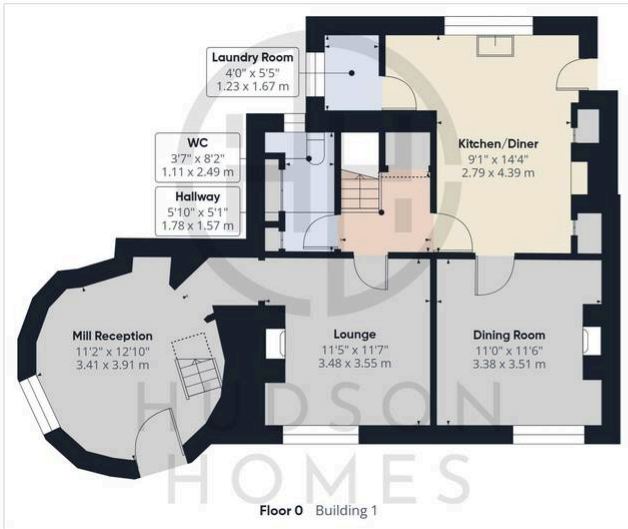 Laundry Room
4'0" x 5'5"
1.23 x 1.67 m
WC
3'7" x 8'2"
1.11 x 2.49 m
Hallway
5'10" x 5'1"
1.78 x 1.57 m
Kitchen/Diner
9'1" x 14'4"
2.79 x 4.39 m
Mill Reception
11'2" x 12'10"
3.41 x 3.91 m
Lounge
11'5" x 11'7"
3.48 x 3.55 m
Dining Room
11'0" x 11'6"
3.38 x 3.51 m
HUDSON
HOMES
Floor 0 Building 1